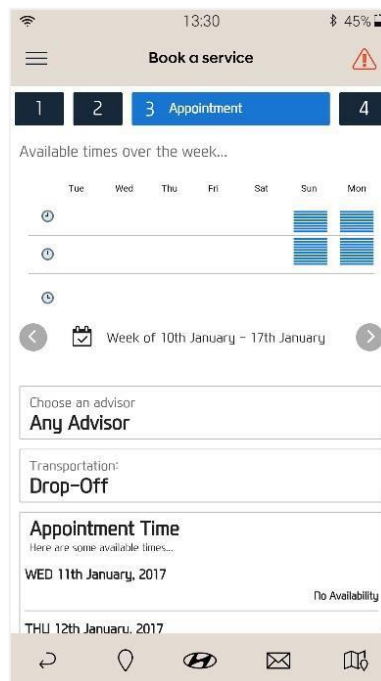 13:30
45%
Book a service
1
2
3 Appointment
4
Available times over the week...
Tue Wed Thu Fri Sat Sun Mon
Week of 10th January - 17th January
Choose an advisor
Any Advisor
Transportation:
Drop-Off
Appointment Time
Here are some available times...
WED 11th January, 2017
No Availability
THU 12th January, 2017